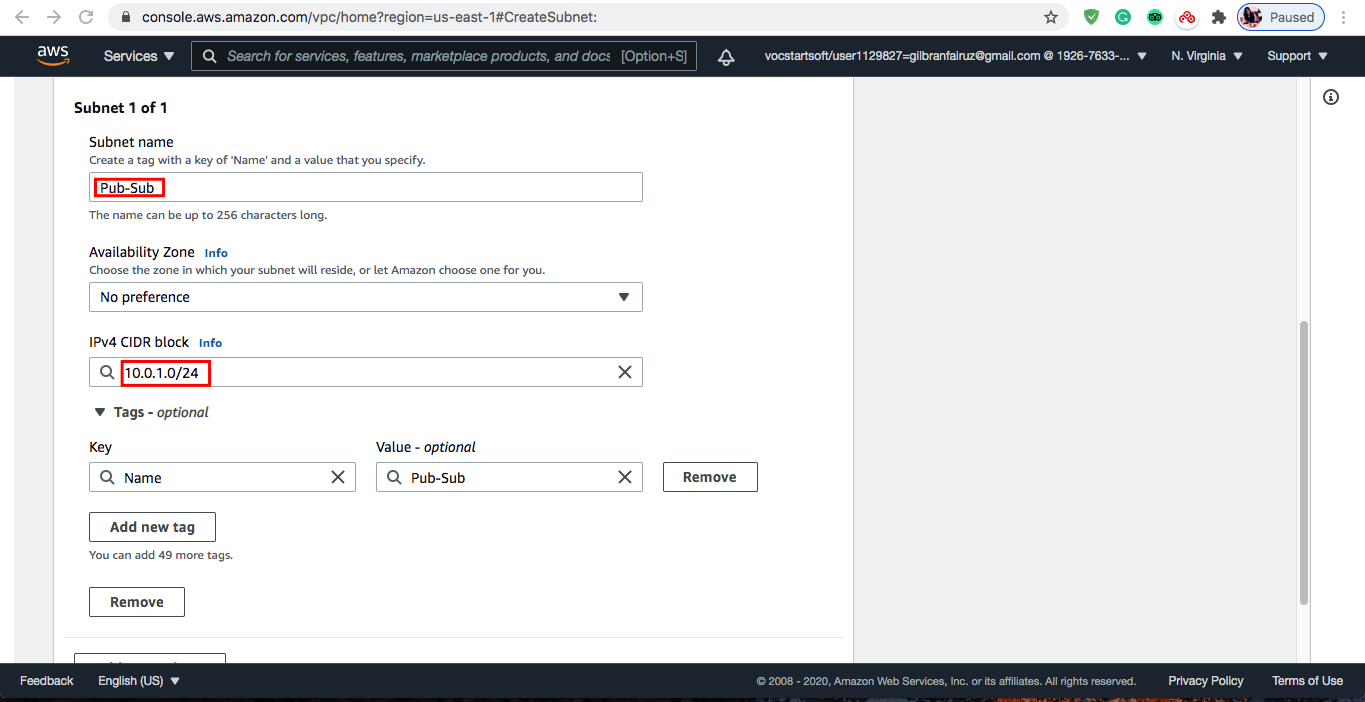 console.aws.amazon.com/vpc/home?region=us-east-1#CreateSubnet:
Paused
aws
Services
Search for services, features, marketplace products, and docs [Option+S]
vocstartsoft/user1129827=gilbranfairuz@gmail.com @ 1926-7633-...
N. Virginia
Support
Subnet 1 of 1
Subnet name
Create a tag with a key of 'Name' and a value that you specify.
Pub-Sub
The name can be up to 256 characters long.
Availability Zone Info
Choose the zone in which your subnet will reside, or let Amazon choose one for you.
No preference
IPv4 CIDR block Info
10.0.1.0/24
Tags - optional
Key
Value - optional
Name
Pub-Sub
Remove
Add new tag
You can add 49 more tags.
Remove
Feedback
English (US)
© 2008 - 2020, Amazon Web Services, Inc. or its affiliates. All rights reserved.
Privacy Policy
Terms of Use